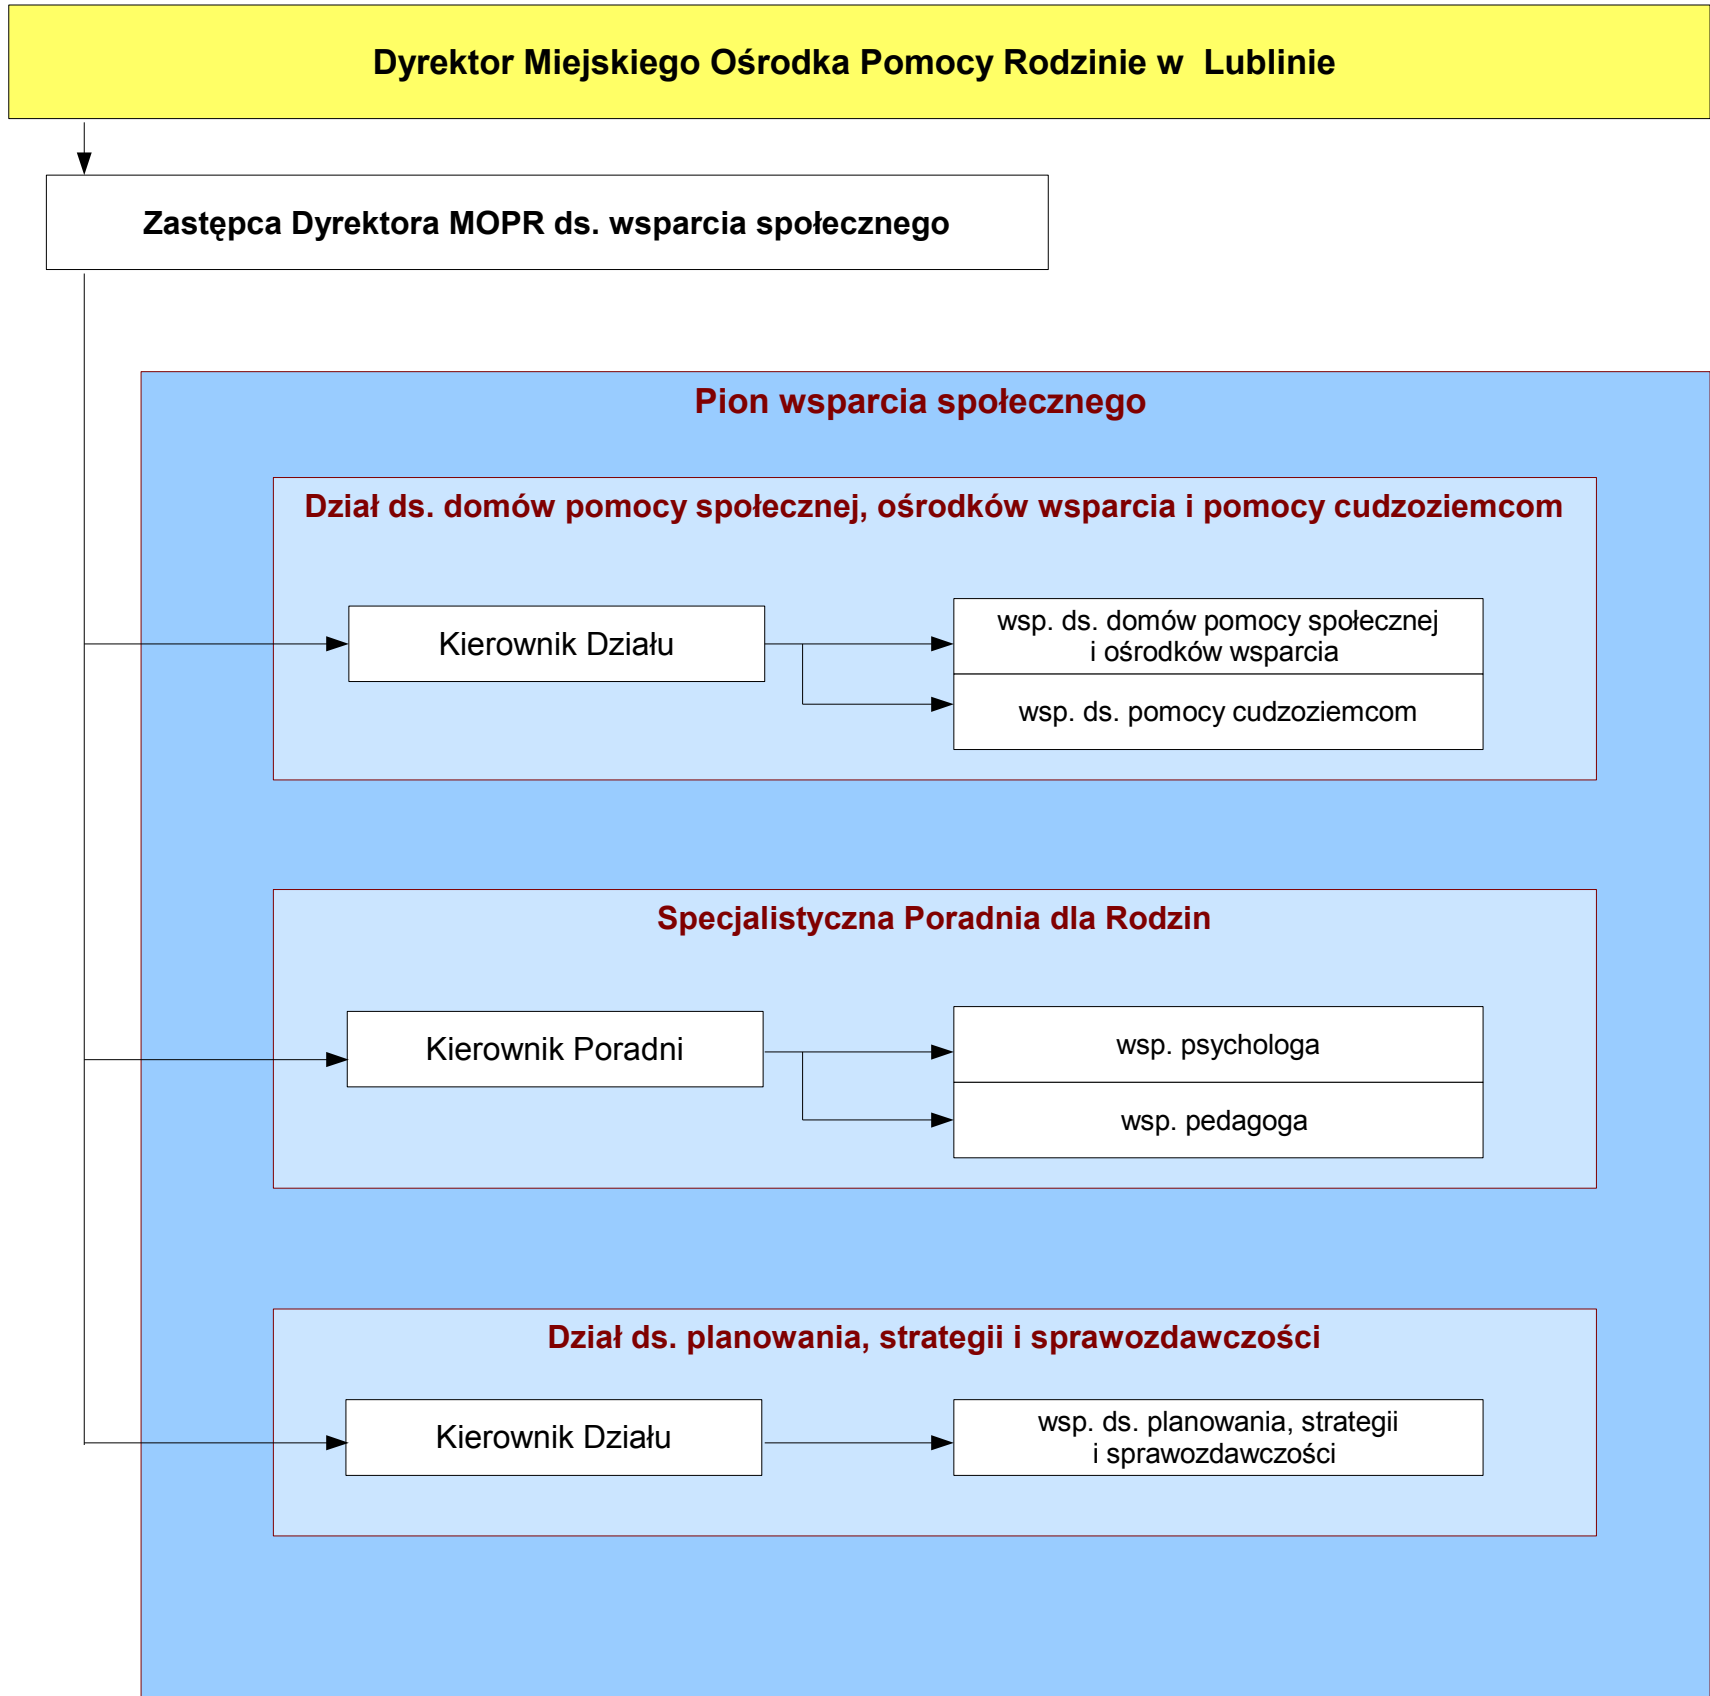 Dyrektor Miejskiego Ośrodka Pomocy Rodzinie w  Lublinie
Zastępca Dyrektora MOPR ds. wsparcia społecznego
Pion wsparcia społecznego
Dział ds. domów pomocy społecznej, ośrodków wsparcia i pomocy cudzoziemcom
Kierownik Działu
wsp. ds. domów pomocy społecznej
i ośrodków wsparcia
wsp. ds. pomocy cudzoziemcom
Specjalistyczna Poradnia dla Rodzin
Kierownik Poradni
wsp. psychologa
wsp. pedagoga
Dział ds. planowania, strategii i sprawozdawczości
Kierownik Działu
wsp. ds. planowania, strategii
i sprawozdawczości